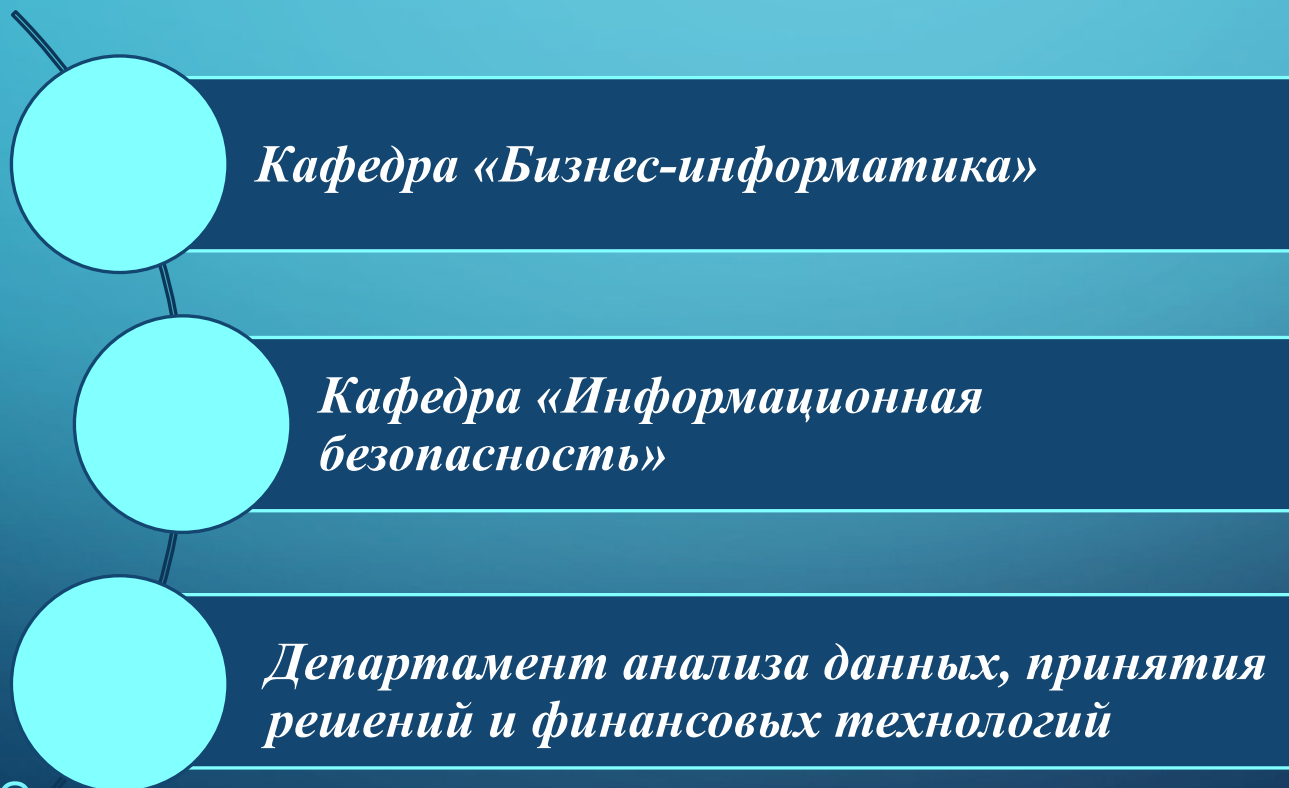 Кафедра «Бизнес-информатика»
Кафедра «Информационная
безопасность»
Департамент анализа данных, принятия
решений и финансовых технологий